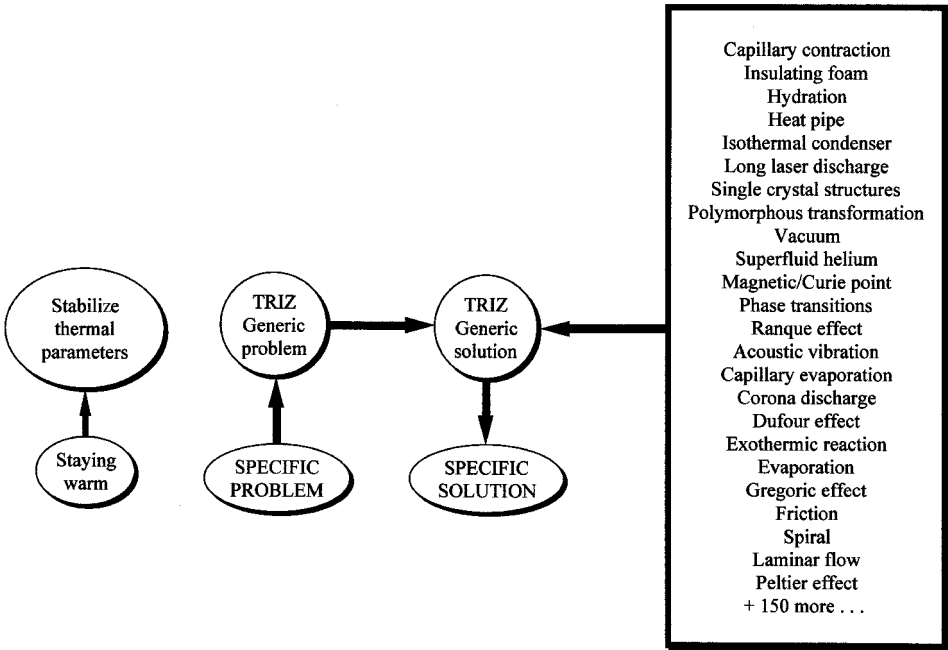 Stabilize
thermal
parameters
Staying
warm
TRIZ
Generic
problem
SPECIFIC
PROBLEM
TRIZ
Generic
solution
SPECIFIC
SOLUTION
Capillary contraction
Insulating foam
Hydration
Heat pipe
Isothermal condenser
Long laser discharge
Single crystal structures
Polymorphous transformation
Vacuum
Superfluid helium
Magnetic/Curie point
Phase transitions
Ranque effect
Acoustic vibration
Capillary evaporation
Corona discharge
Dufour effect
Exothermic reaction
Evaporation
Gregoric effect
Friction
Spiral
Laminar flow
Peltier effect
+ 150 more . . .